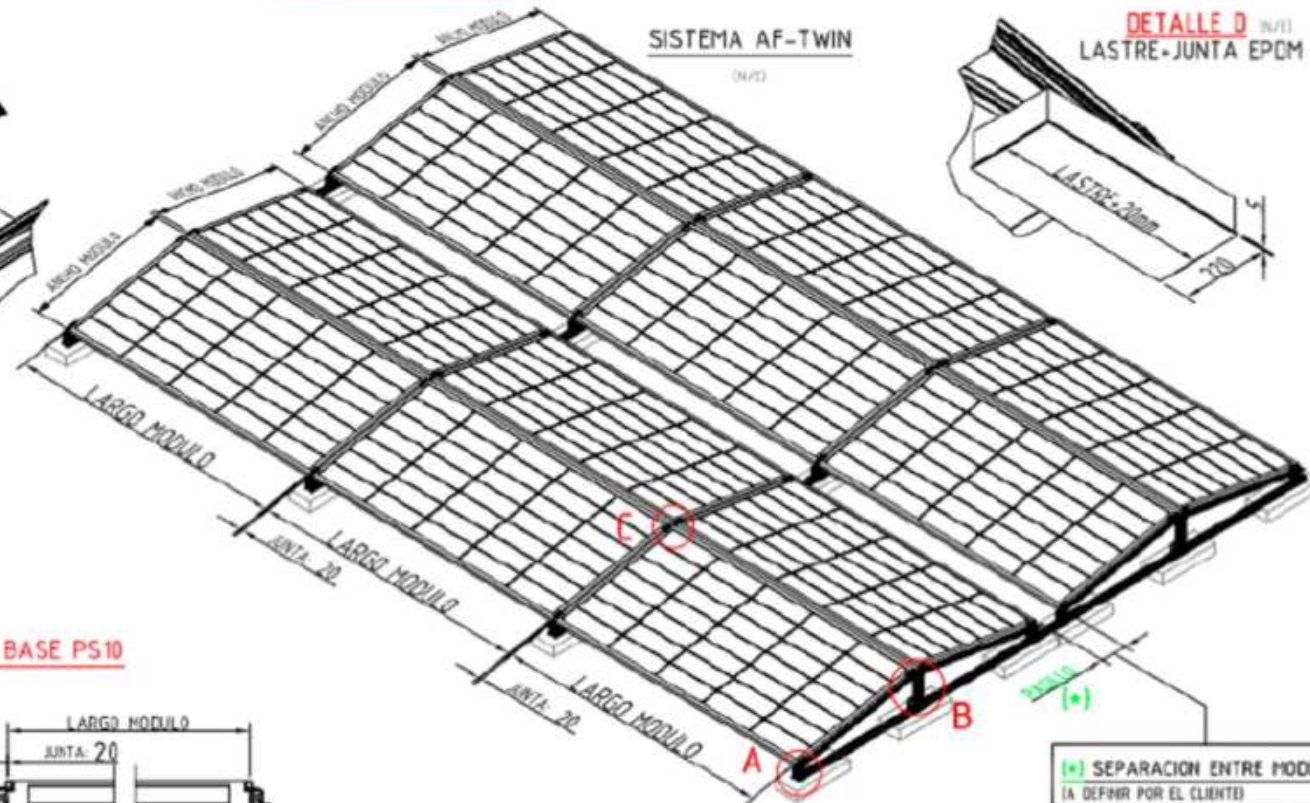 SISTEMA AF-TWIN
DETALLE D
LASTRE+JUNTA EPDM
LASTRE+20mm
5
220
ANCHO MODULO
ANCHO MODULO
ANCHO MODULO
ANCHO MODULO
LARGO MODULO
JUNTA: 20
LARGO MODULO
JUNTA: 20
LARGO MODULO
C
B
A
PASILLO
(*)
BASE PS10
LARGO MODULO
JUNTA: 20
(*) SEPARACION ENTRE MODU
(A DEFINIR POR EL CLIENTE)